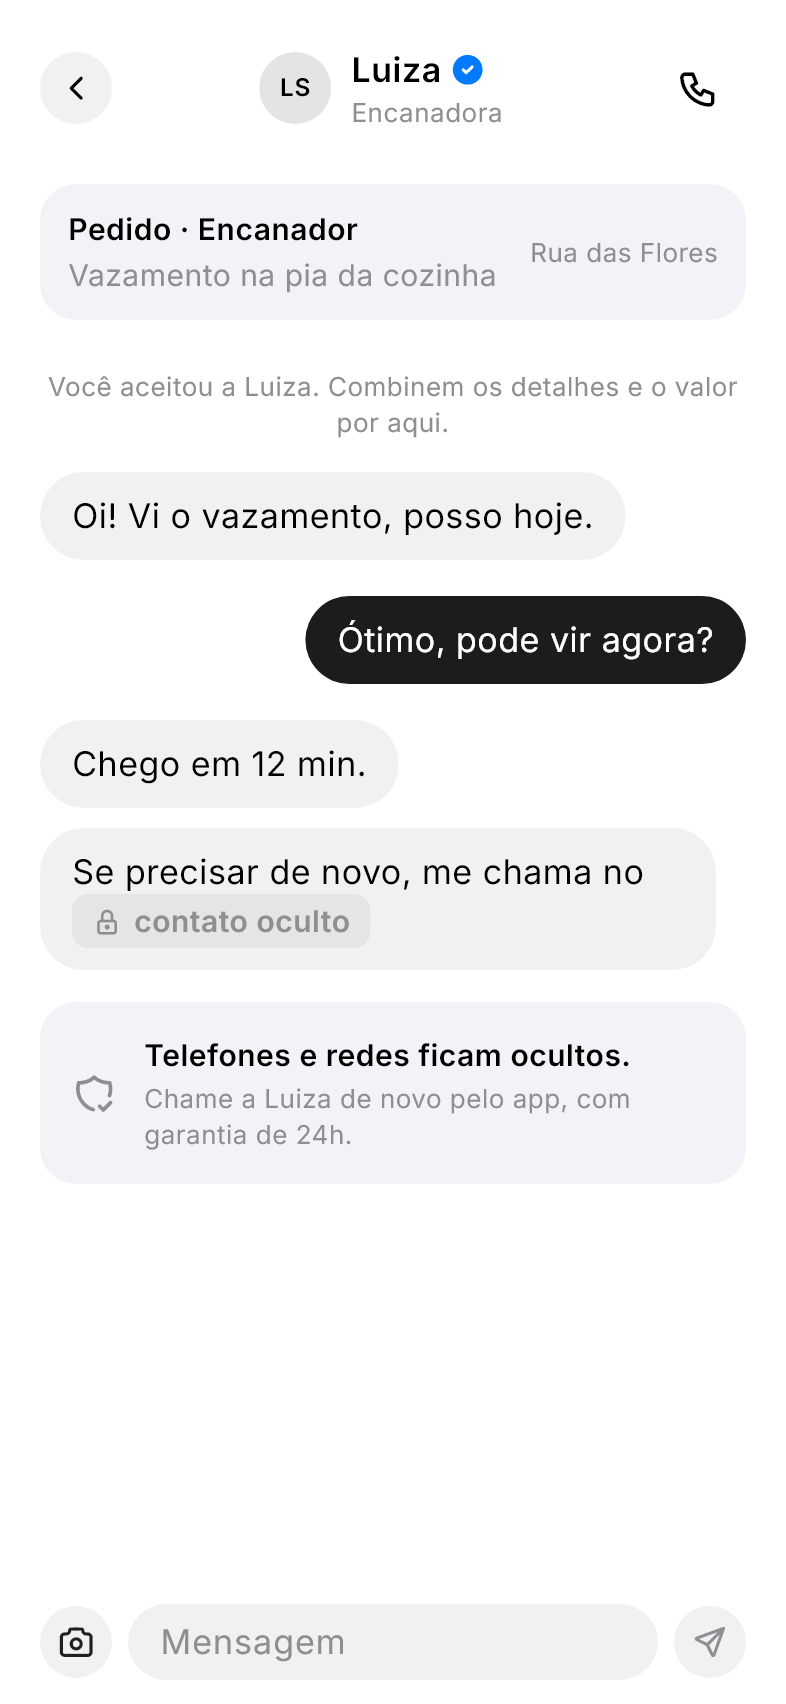 LS
Luiza
Encanadora
Pedido · Encanador
Vazamento na pia da cozinha
Rua das Flores
Você aceitou a Luiza. Combinem os detalhes e o valor
por aqui.
Oi! Vi o vazamento, posso hoje.
Ótimo, pode vir agora?
Chego em 12 min.
Se precisar de novo, me chama no
contato oculto
Telefones e redes ficam ocultos.
Chame a Luiza de novo pelo app, com
garantia de 24h.
Mensagem